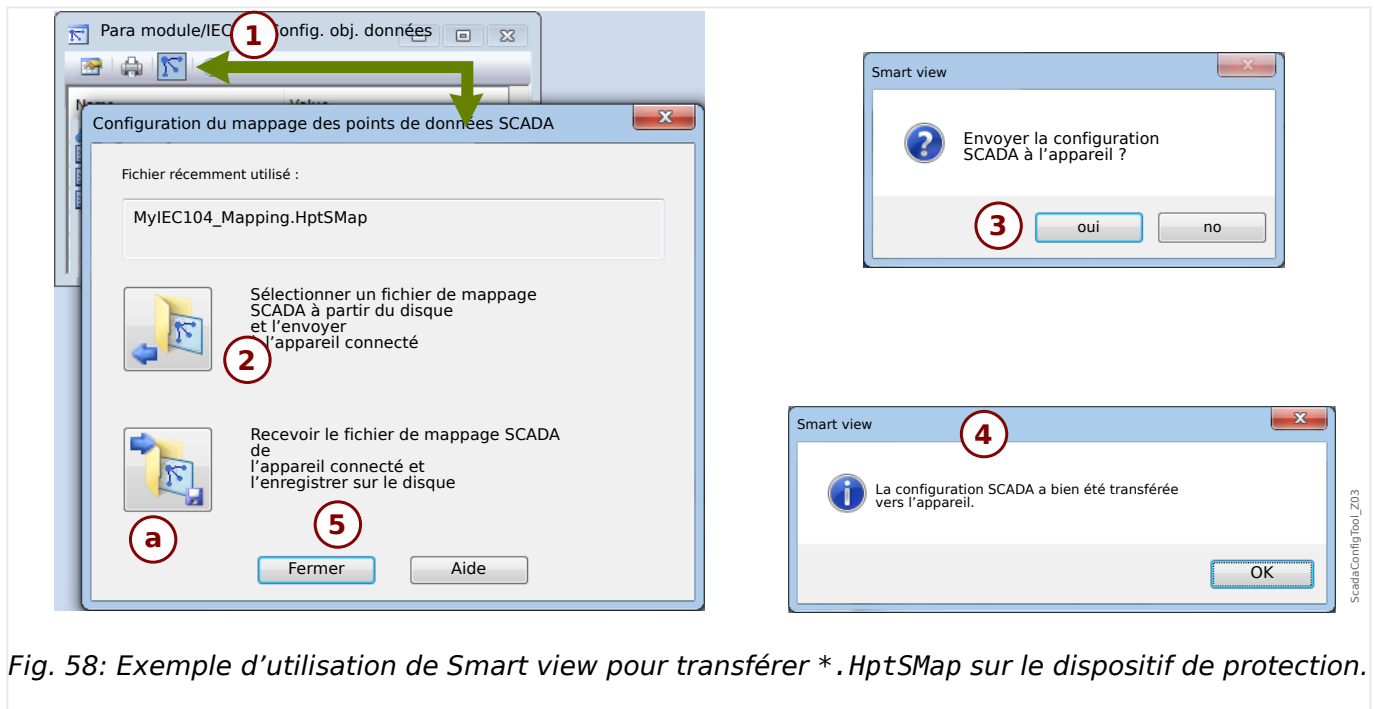 Para module/IEC
1
onfig. obj. données
Configuration du mappage des points de données SCADA
Fichier récemment utilisé :
MyIEC104_Mapping.HptSMap
Sélectionner un fichier de mappage
SCADA à partir du disque
et l’envoyer
l’appareil connecté
2
Recevoir le fichier de mappage SCADA
de
l’appareil connecté et
l’enregistrer sur le disque
a
5
Fermer
Aide
Smart view
Envoyer la configuration
SCADA à l’appareil ?
3
oui
no
Smart view
4
La configuration SCADA a bien été transférée
vers l’appareil.
OK
ScadaConfigTool_Z03
Fig. 58: Exemple d’utilisation de Smart view pour transférer *.HptSMap sur le dispositif de protection.